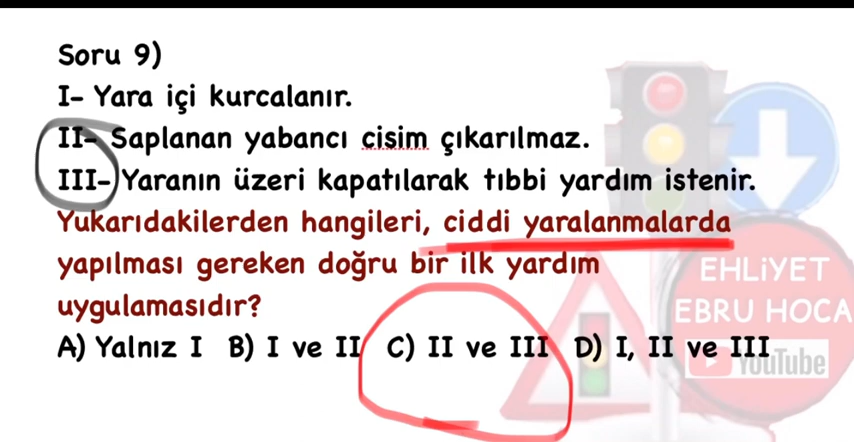 Soru 9)
I- Yara içi kurcalanır.
II- Saplanan yabancı cisim çıkarılmaz.
III- Yaranın üzeri kapatılarak tıbbi yardım istenir.
Yukarıdakilerden hangileri, ciddi yaralanmalarda
yapılması gereken doğru bir ilk yardım
uygulamasıdır?
A) Yalnız I B) I ve II C) II ve III D) I, II ve III
EHLİYET
EBRU HOCA
YouTube